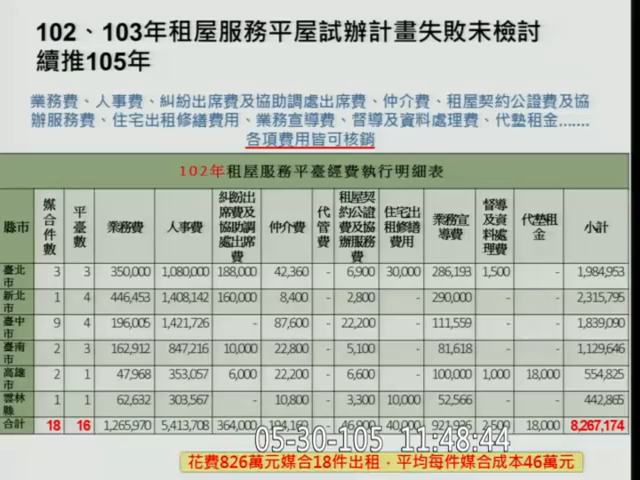 102、103年租屋服務平屋試辦計畫失敗未檢討
續推105年
業務費、人事費、糾紛出席費及協助調處出席費、仲介費、租屋契約公證費及協
辦服務費、住宅出租修繕費用、業務宣導費、督導及資料處理費、代墊租金.......
各項費用皆可核銷
102年租屋服務平臺經費執行明細表
縣市 媒合件數 平臺數 業務費 人事費 糾紛出席費及協助調處出席費 仲介費 代管費 租屋契約公證費及協辦服務費 住宅出租修繕費用 業務宣導費 督導及資料處理費 代墊租金 小計
臺北市 3 3 350,000 1,080,000 188,000 42,360 - 6,900 30,000 286,193 1,500 - 1,984,953
新北市 1 4 446,453 1,408,142 160,000 8,400 - 2,800 - 290,000 - - 2,315,795
臺中市 9 4 196,005 1,421,726 - 87,600 - 22,200 - 111,559 - - 1,839,090
臺南市 2 3 162,912 847,216 10,000 22,800 - 5,100 - 81,618 - - 1,129,646
高雄市 2 1 47,968 353,057 6,000 22,200 - 6,600 - 100,000 1,000 18,000 554,825
雲林縣 1 1 62,632 303,567 - 10,800 - 3,300 10,000 52,566 - - 442,865
合計 18 16 1,265,970 5,413,708 364,000 194,160 - 46,900 40,000 921,936 2,500 18,000 8,267,174
05-30-105 11:48:44
花費826萬元媒合18件出租，平均每件媒合成本46萬元